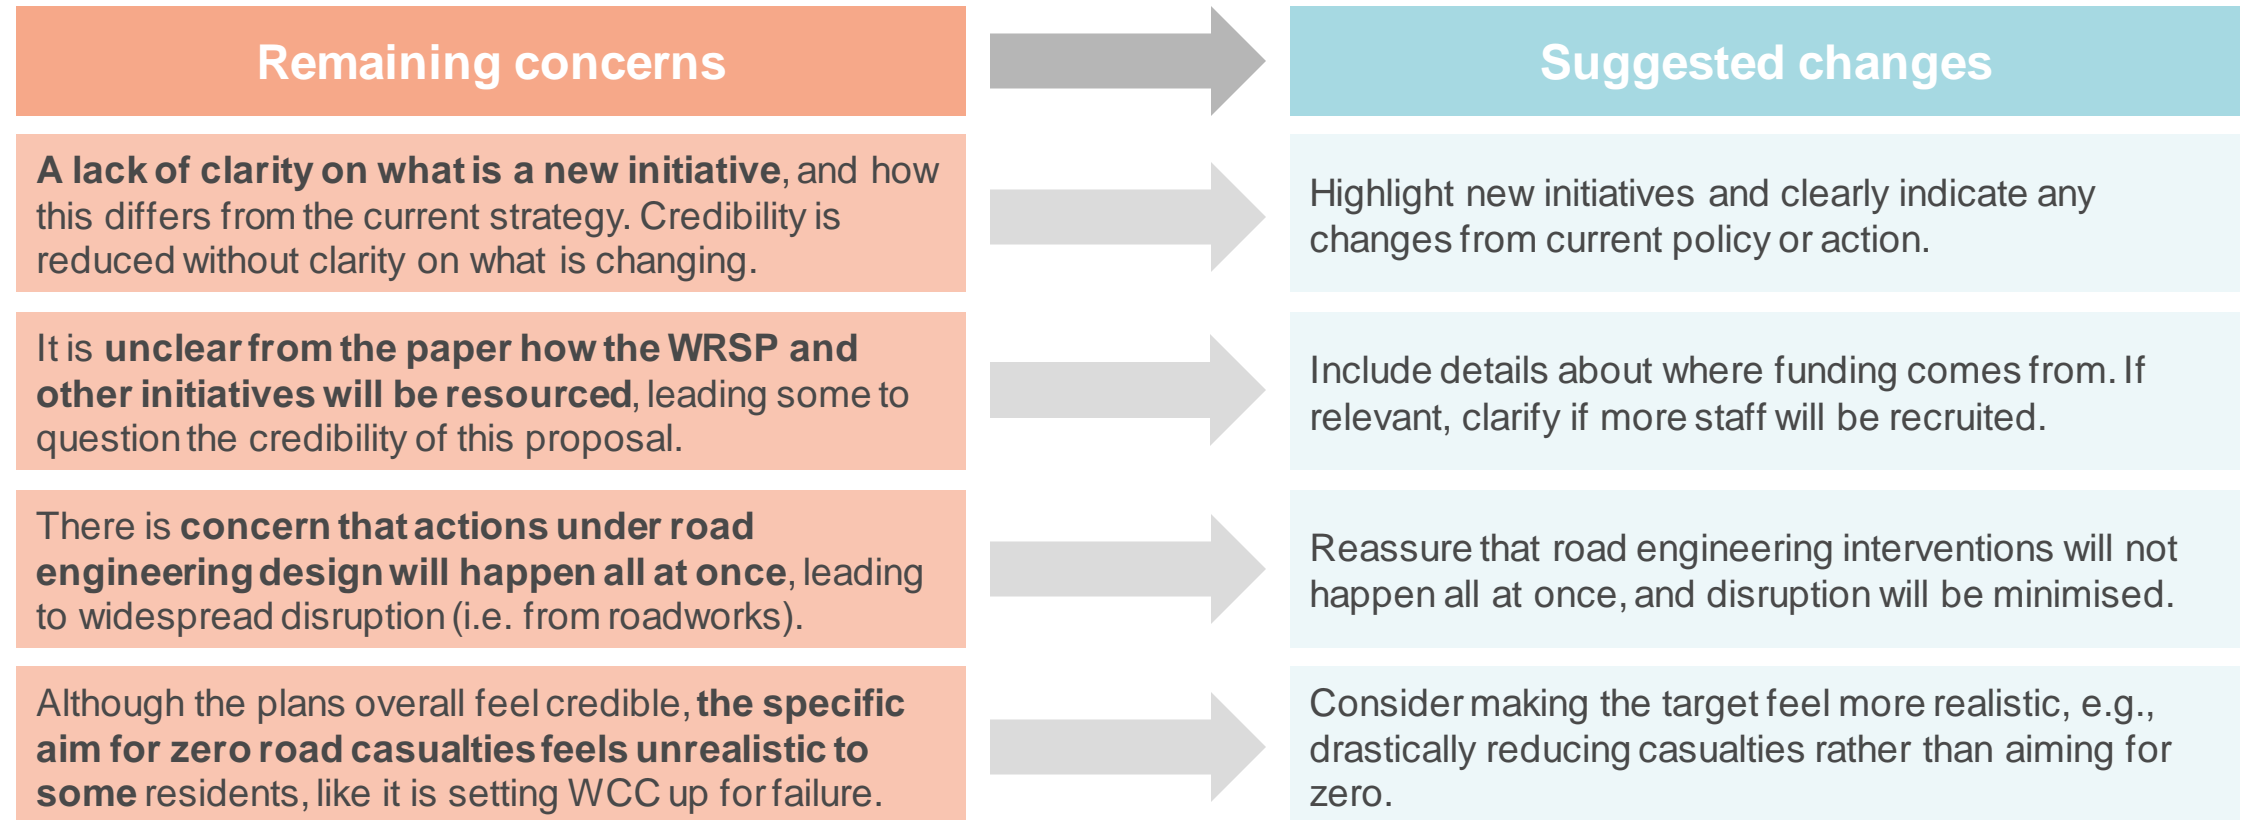 Remaining concerns
Suggested changes
A lack of clarity on what is a new initiative, and how
this differs from the current strategy. Credibility is
reduced without clarity on what is changing.
Highlight new initiatives and clearly indicate any
changes from current policy or action.
It is unclear from the paper how the WRSP and
other initiatives will be resourced, leading some to
question the credibility of this proposal.
Include details about where funding comes from. If
relevant, clarify if more staff will be recruited.
There is concern that actions under road
engineering design will happen all at once, leading
to widespread disruption (i.e. from roadworks).
Reassure that road engineering interventions will not
happen all at once, and disruption will be minimised.
Although the plans overall feel credible, the specific
aim for zero road casualties feels unrealistic to
some residents, like it is setting WCC up for failure.
Consider making the target feel more realistic, e.g.,
drastically reducing casualties rather than aiming for
zero.